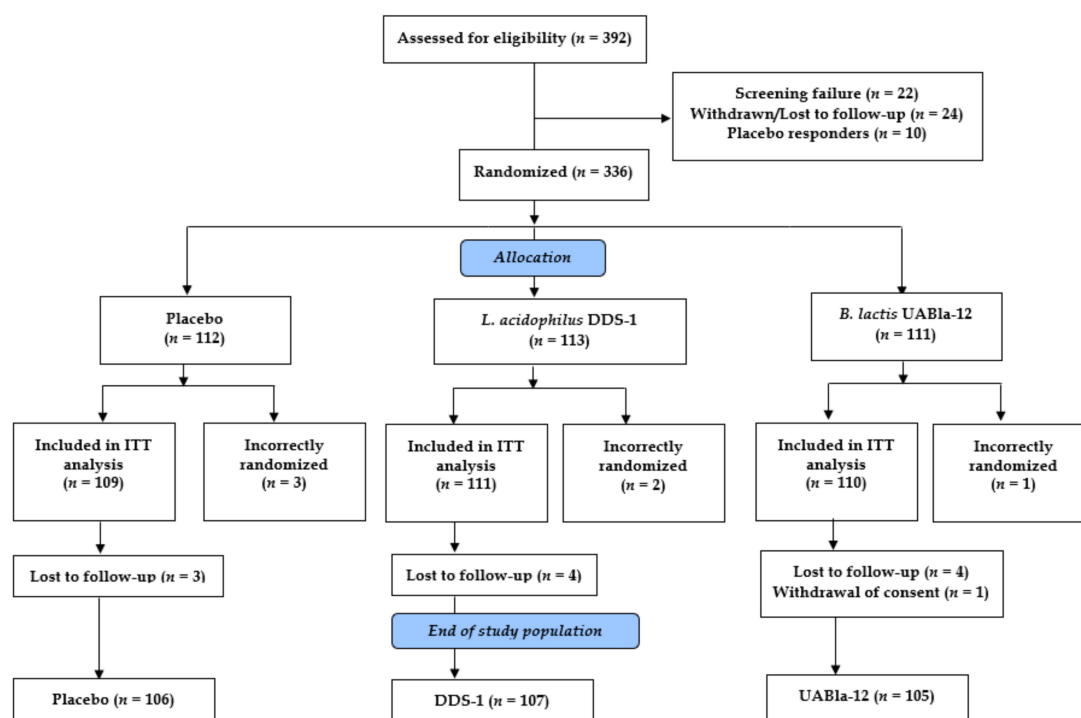 Assessed for eligibility (n = 392)
Screening failure (n = 22)
Withdrawn/Lost to follow-up (n = 24)
Placebo responders (n = 10)
Randomized (n = 336)
Allocation
Placebo
(n = 112)
L. acidophilus DDS-1
(n = 113)
B. lactis UABla-12
(n = 111)
Included in ITT
analysis
(n = 109)
Incorrectly
randomized
(n = 3)
Included in ITT
analysis
(n = 111)
Incorrectly
randomized
(n = 2)
Included in ITT
analysis
(n = 110)
Incorrectly
randomized
(n = 1)
Lost to follow-up (n = 3)
Lost to follow-up (n = 4)
Lost to follow-up (n = 4)
Withdrawal of consent (n = 1)
End of study population
Placebo (n = 106)
DDS-1 (n = 107)
UABla-12 (n = 105)